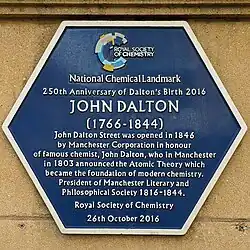 ROYAL SOCIETY
OF CHEMISTRY
National Chemical Landmark
250th Anniversary of Dalton's Birth 2016
JOHN DALTON
(1766-1844)
John Dalton Street was opened in 1846
by Manchester Corporation in honour
of famous chemist, John Dalton, who in Manchester
in 1803 announced the Atomic Theory which
became the foundation of modern chemistry.
President of Manchester Literary and
Philosophical Society 1816-1844.
Royal Society of Chemistry
26th October 2016